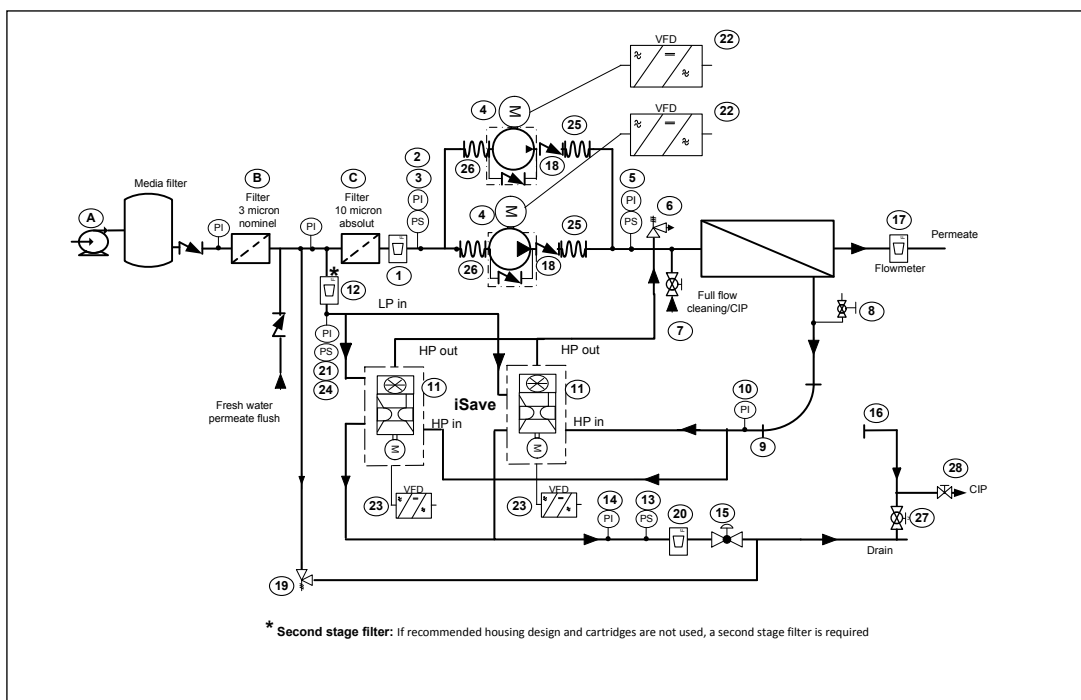 VFD
22
VFD
22
4
M
25
26
18
2
3
PI
PS
B
C
Media filter
Filter
3 micron
nominel
Filter
10 micron
absolut
A
PI
PI
F
1
4
M
25
26
18
5
PI
PS
6
17
F
Permeate
Flowmeter
*
F
12
LP in
Full flow
cleaning/CIP
7
8
PI
PS
21
24
HP out
HP out
11
iSave
11
HP in
HP in
M
M
10
PI
9
16
Fresh water
permeate flush
28
CIP
27
23
VFD
23
VFD
14
PI
13
PS
20
F
15
Drain
19
* Second stage filter: If recommended housing design and cartridges are not used, a second stage filter is required